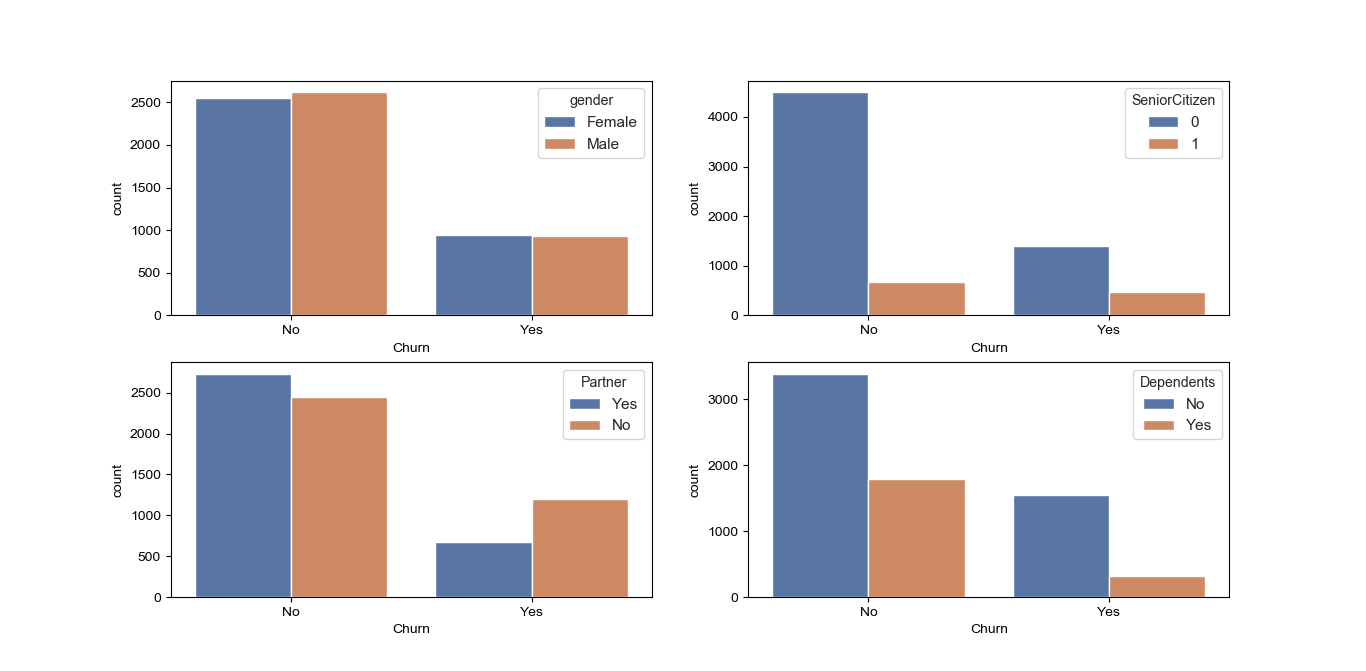 gender
Female
Male
2500
2000
1500
1000
500
0
count
No
Yes
Churn
SeniorCitizen
0
1
4000
3000
2000
1000
0
count
No
Yes
Churn
Partner
Yes
No
2500
2000
1500
1000
500
0
count
No
Yes
Churn
Dependents
No
Yes
3000
2000
1000
0
count
No
Yes
Churn